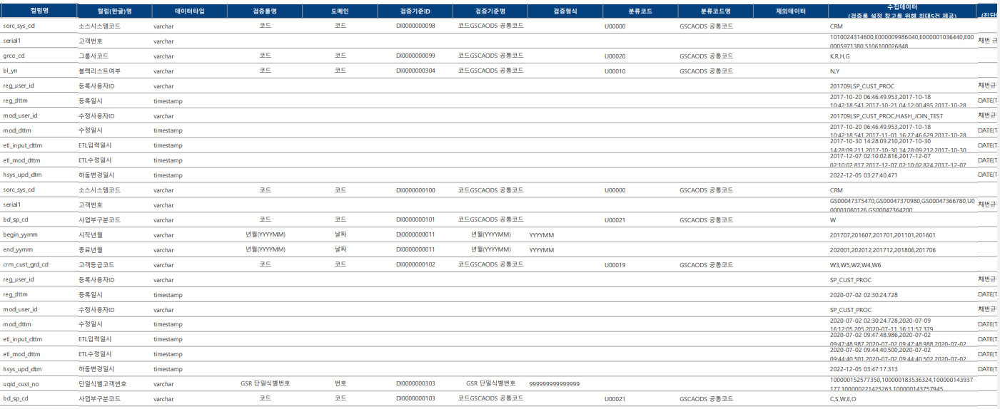 컬럼명 컬럼(한글)명 데이터타입 검증룰명 도메인 검증기준ID 검증기준명 검증형식 분류코드 분류코드명 제외데이터 수집데이터
(검증룰 설정 참고를 위해 최대5건 제공) (진단
sorc_sys_cd 소스시스템코드 varchar 코드 코드 DI0000000098 코드GSCAODS 공통코드 U00000 GSCAODS 공통코드 CRM
serial1 고객번호 varchar 1010024314600,E000009986040,E000001036440,E00 채번 규
0005971380,5106100026848
grco_cd 그룹사코드 varchar 코드 코드 DI0000000099 코드GSCAODS 공통코드 U00020 GSCAODS 공통코드 K,R,H,G
bl_yn 블랙리스트여부 varchar 코드 코드 DI0000000304 코드GSCAODS 공통코드 U00010 GSCAODS 공통코드 N,Y
reg_user_id 등록사용자ID varchar 201709I,SP_CUST_PROC 채번규
reg_dttm 등록일시 timestamp 2017-10-20 06:46:49.953,2017-10-18 DATE(T
10:42:18.541,2017-10-21 04:12:00.495,2017-10-28
mod_user_id 수정사용자ID varchar 201709I,SP_CUST_PROC,HASH_JOIN_TEST 채번규
mod_dttm 수정일시 timestamp 2017-10-20 06:46:49.953,2017-10-18 DATE(T
10:42:18.541,2017-11-01 16:27:46.629,2017-10-28
etl_input_dttm ETL입력일시 timestamp 2017-10-30 14:28:09.210,2017-10-30 DATE(T
14:28:09.211,2017-10-30 14:28:09.212,2017-10-30
etl_mod_dttm ETL수정일시 timestamp 2017-12-07 02:10:02.816,2017-12-07 DATE(T
02:10:02.817,2017-12-07 02:10:02.824,2017-12-07
hsys_upd_dtm 하둡변경일시 timestamp 2022-12-05 03:27:40.471 DATE(T
sorc_sys_cd 소스시스템코드 varchar 코드 코드 DI0000000100 코드GSCAODS 공통코드 U00000 GSCAODS 공통코드 CRM
serial1 고객번호 varchar GS00047375470,GS00047370980,GS00047366780,U0 채번규
00001060126,GS00047364200
bd_sp_cd 사업부구분코드 varchar 코드 코드 DI0000000101 코드GSCAODS 공통코드 U00021 GSCAODS 공통코드 W
begin_yymm 시작년월 varchar 년월(YYYYMM) 날짜 DI0000000011 년월(YYYYMM) YYYYMM 201707,201607,201701,201101,201601
end_yymm 종료년월 varchar 년월(YYYYMM) 날짜 DI0000000011 년월(YYYYMM) YYYYMM 202001,202012,201712,201806,201706
crm_cust_grd_cd 고객등급코드 varchar 코드 코드 DI0000000102 코드GSCAODS 공통코드 U00019 GSCAODS 공통코드 W3,W5,W2,W4,W6
reg_user_id 등록사용자ID varchar SP_CUST_PROC 채번규
reg_dttm 등록일시 timestamp 2020-07-02 02:30:24.728 DATE(T
mod_user_id 수정사용자ID varchar SP_CUST_PROC 채번규
mod_dttm 수정일시 timestamp 2020-07-02 02:30:24.728,2020-07-09 DATE(T
16:12:05.205,2020-07-11 16:11:57.379
etl_input_dttm ETL입력일시 timestamp 2020-07-02 09:47:48.986,2020-07-02 DATE(T
09:47:48.987,2020-07-02 09:47:48.988,2020-07-02
etl_mod_dttm ETL수정일시 timestamp 2020-07-02 09:44:40.500,2020-07-02 DATE(T
09:44:40.501,2020-07-02 09:44:40.502,2020-07-02
hsys_upd_dtm 하둡변경일시 timestamp 2022-12-05 03:47:17.313 DATE(T
uqid_cust_no 단일식별고객번호 varchar GSR 단일식별번호 번호 DI0000000303 GSR 단일식별번호 999999999999999 100000152577350,100000183536324,100000143937
177,100000221425263,100000143757945
bd_sp_cd 사업부구분코드 varchar 코드 코드 DI0000000103 코드GSCAODS 공통코드 U00021 GSCAODS 공통코드 C,S,W,E,O